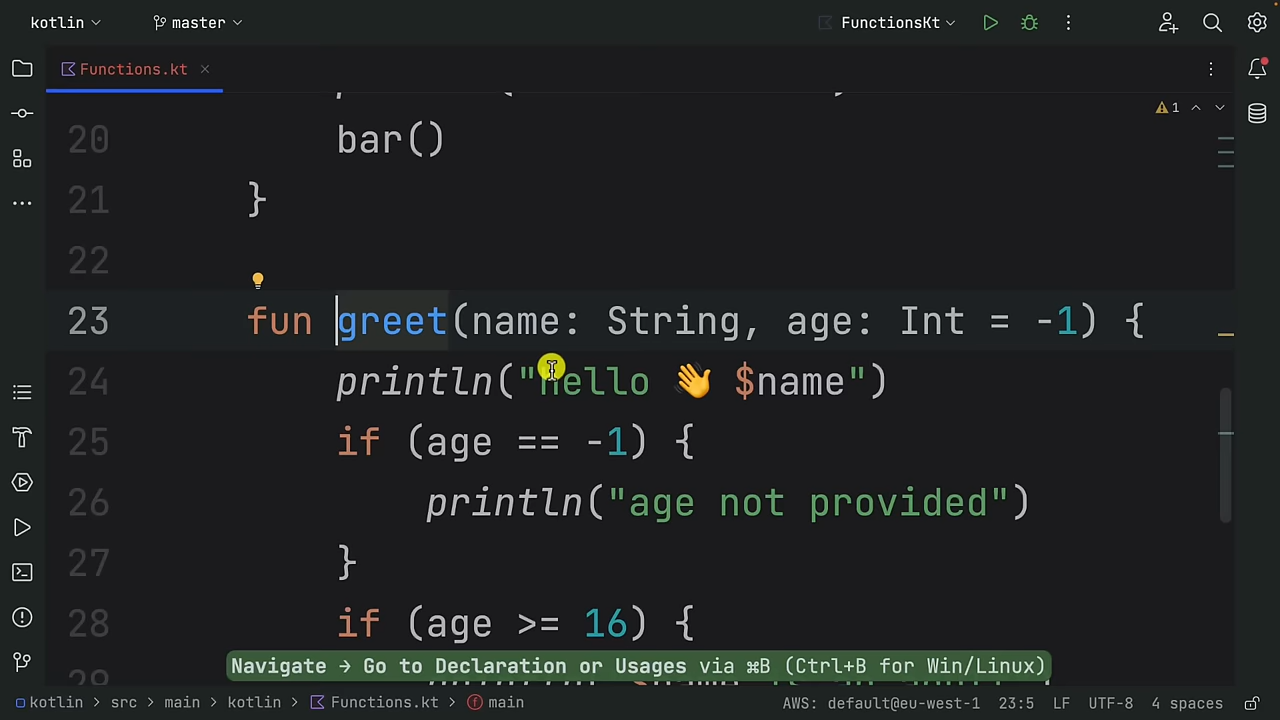 kotlin master FunctionsKt
Functions.kt
1
20 bar()
21 }
22
23 fun greet(name: String, age: Int = -1) {
24 println("hello 👋 $name")
25 if (age == -1) {
26 println("age not provided")
27 }
28 if (age >= 16) {
29
Navigate → Go to Declaration or Usages via ⌘B (Ctrl+B for Win/Linux)
kotlin > src > main > kotlin > Functions.kt > main AWS: default@eu-west-1 23:5 LF UTF-8 4 spaces